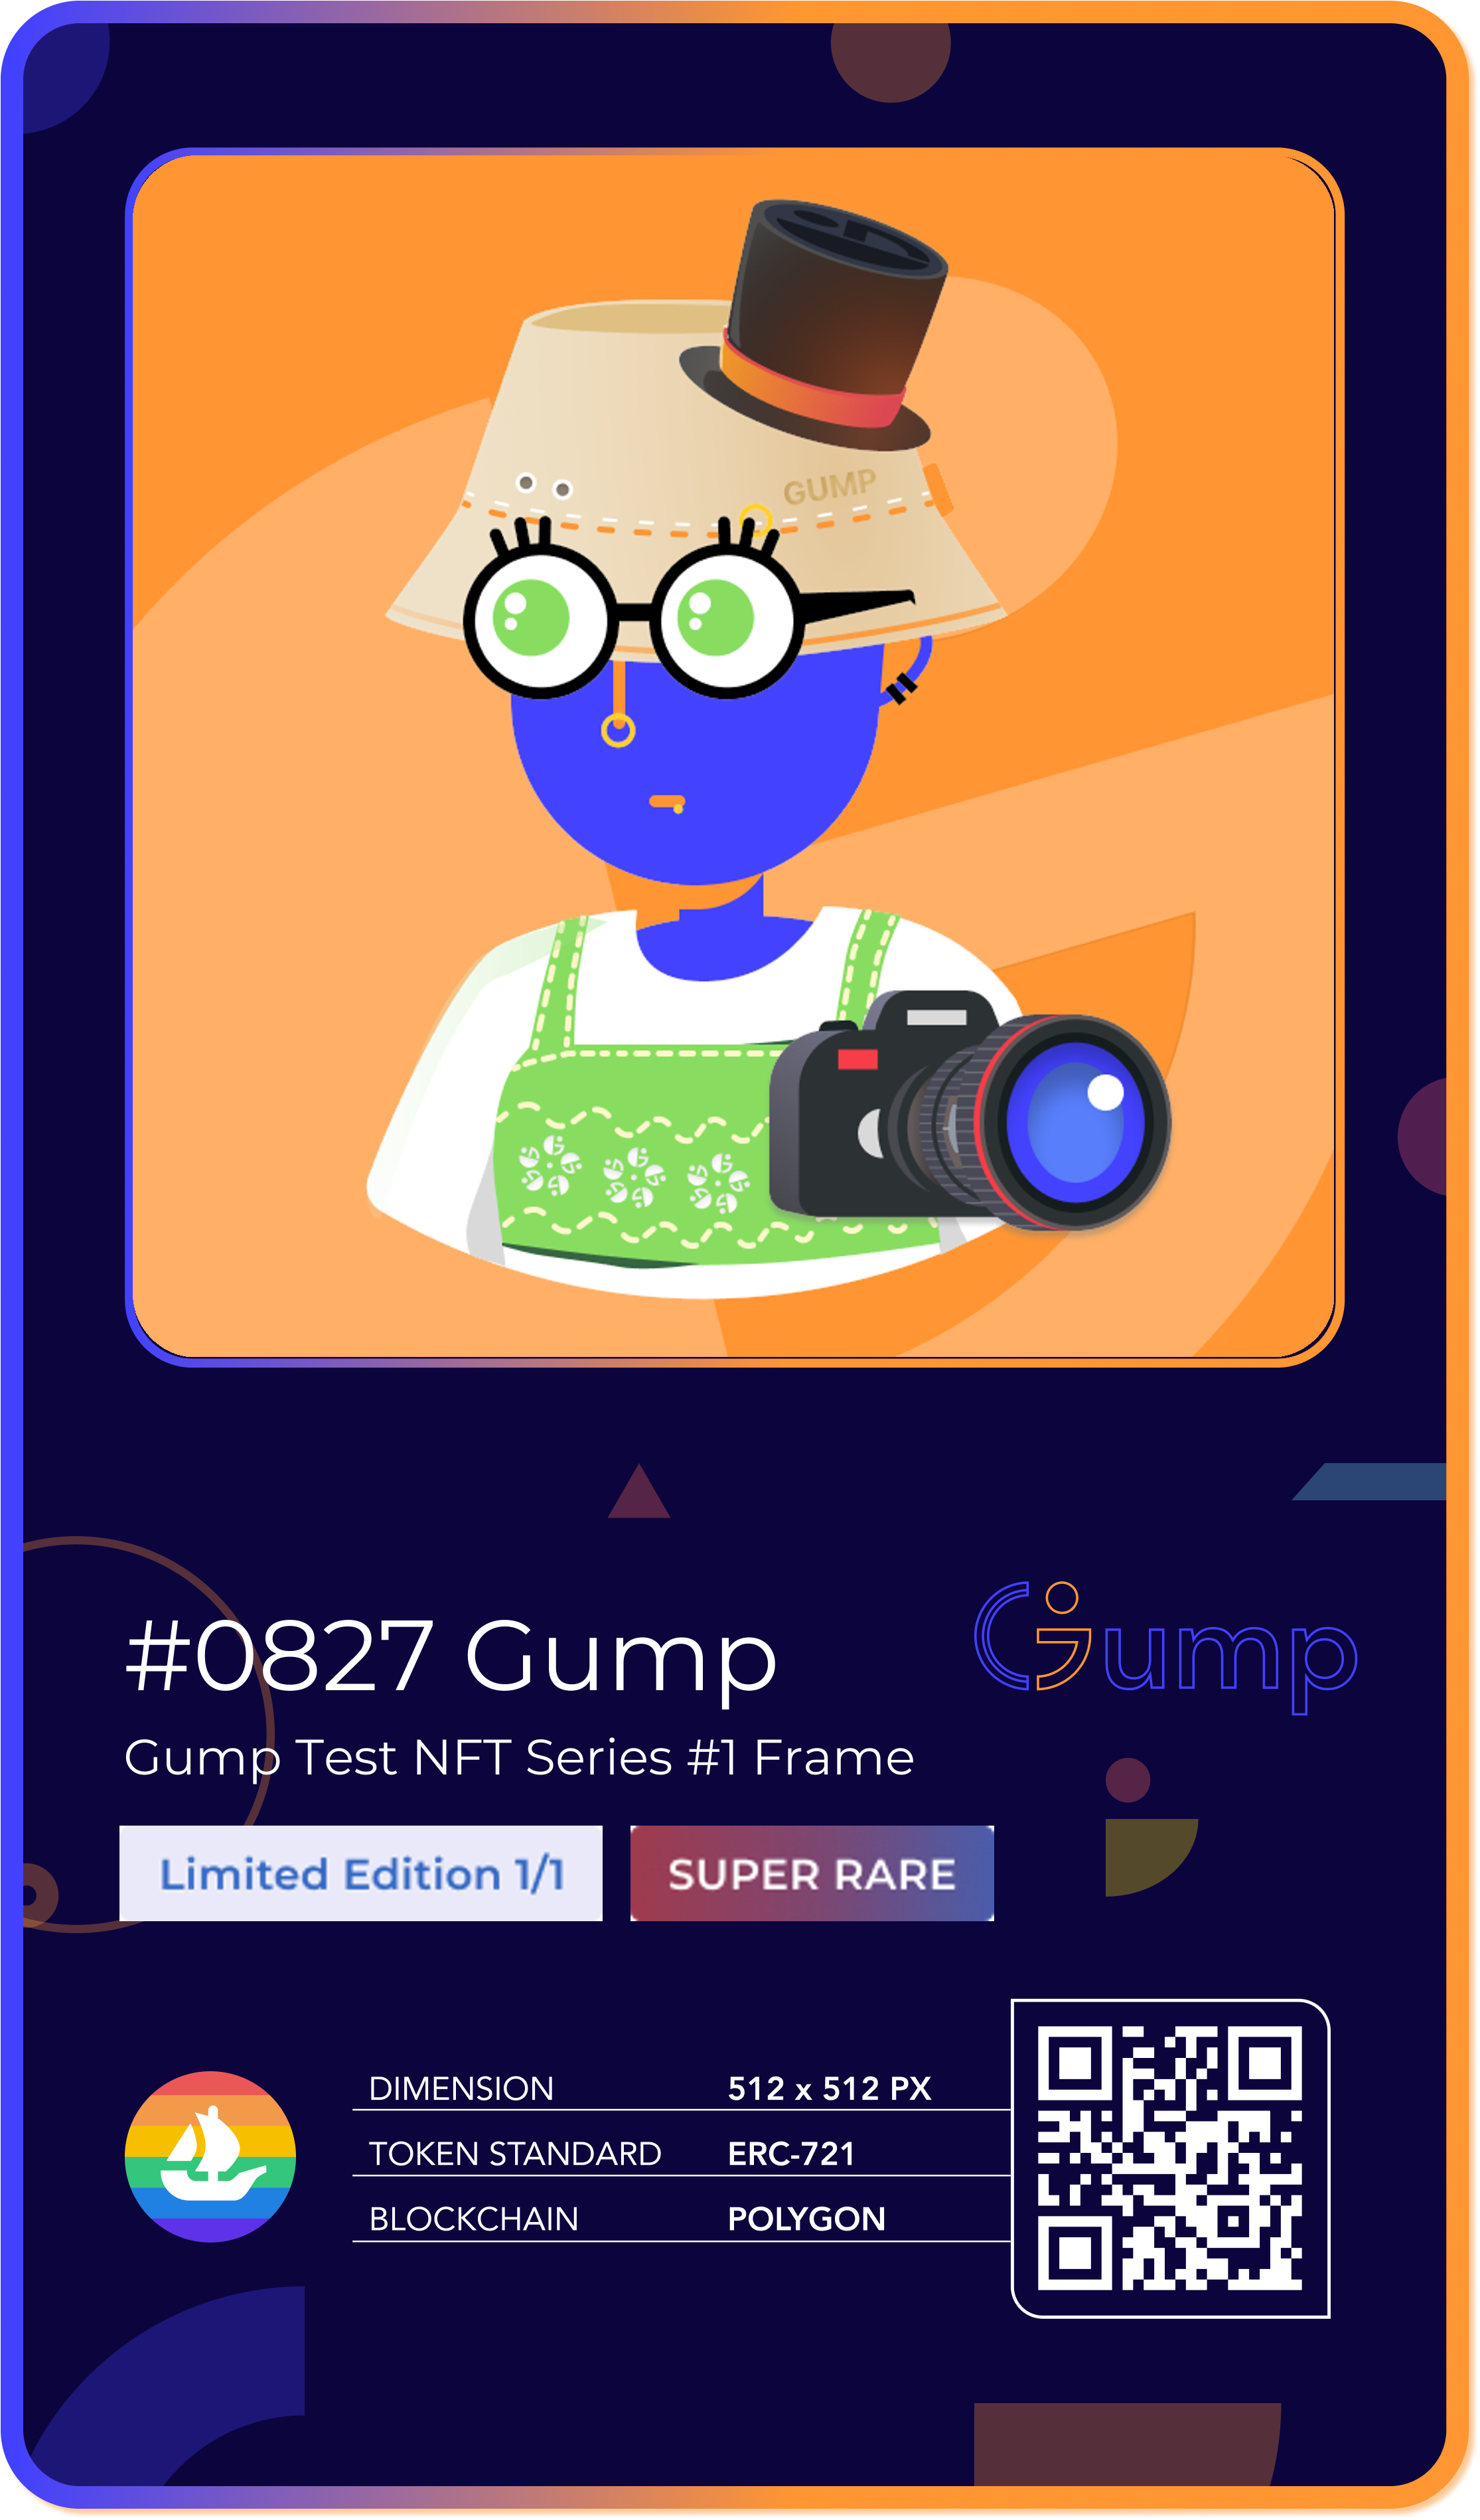 GUMP
#0827 Gump
Gump
Gump Test NFT Series #1 Frame
Limited Edition 1/1
SUPER RARE
DIMENSION 512 x 512 PX
TOKEN STANDARD ERC-721
BLOCKCHAIN POLYGON